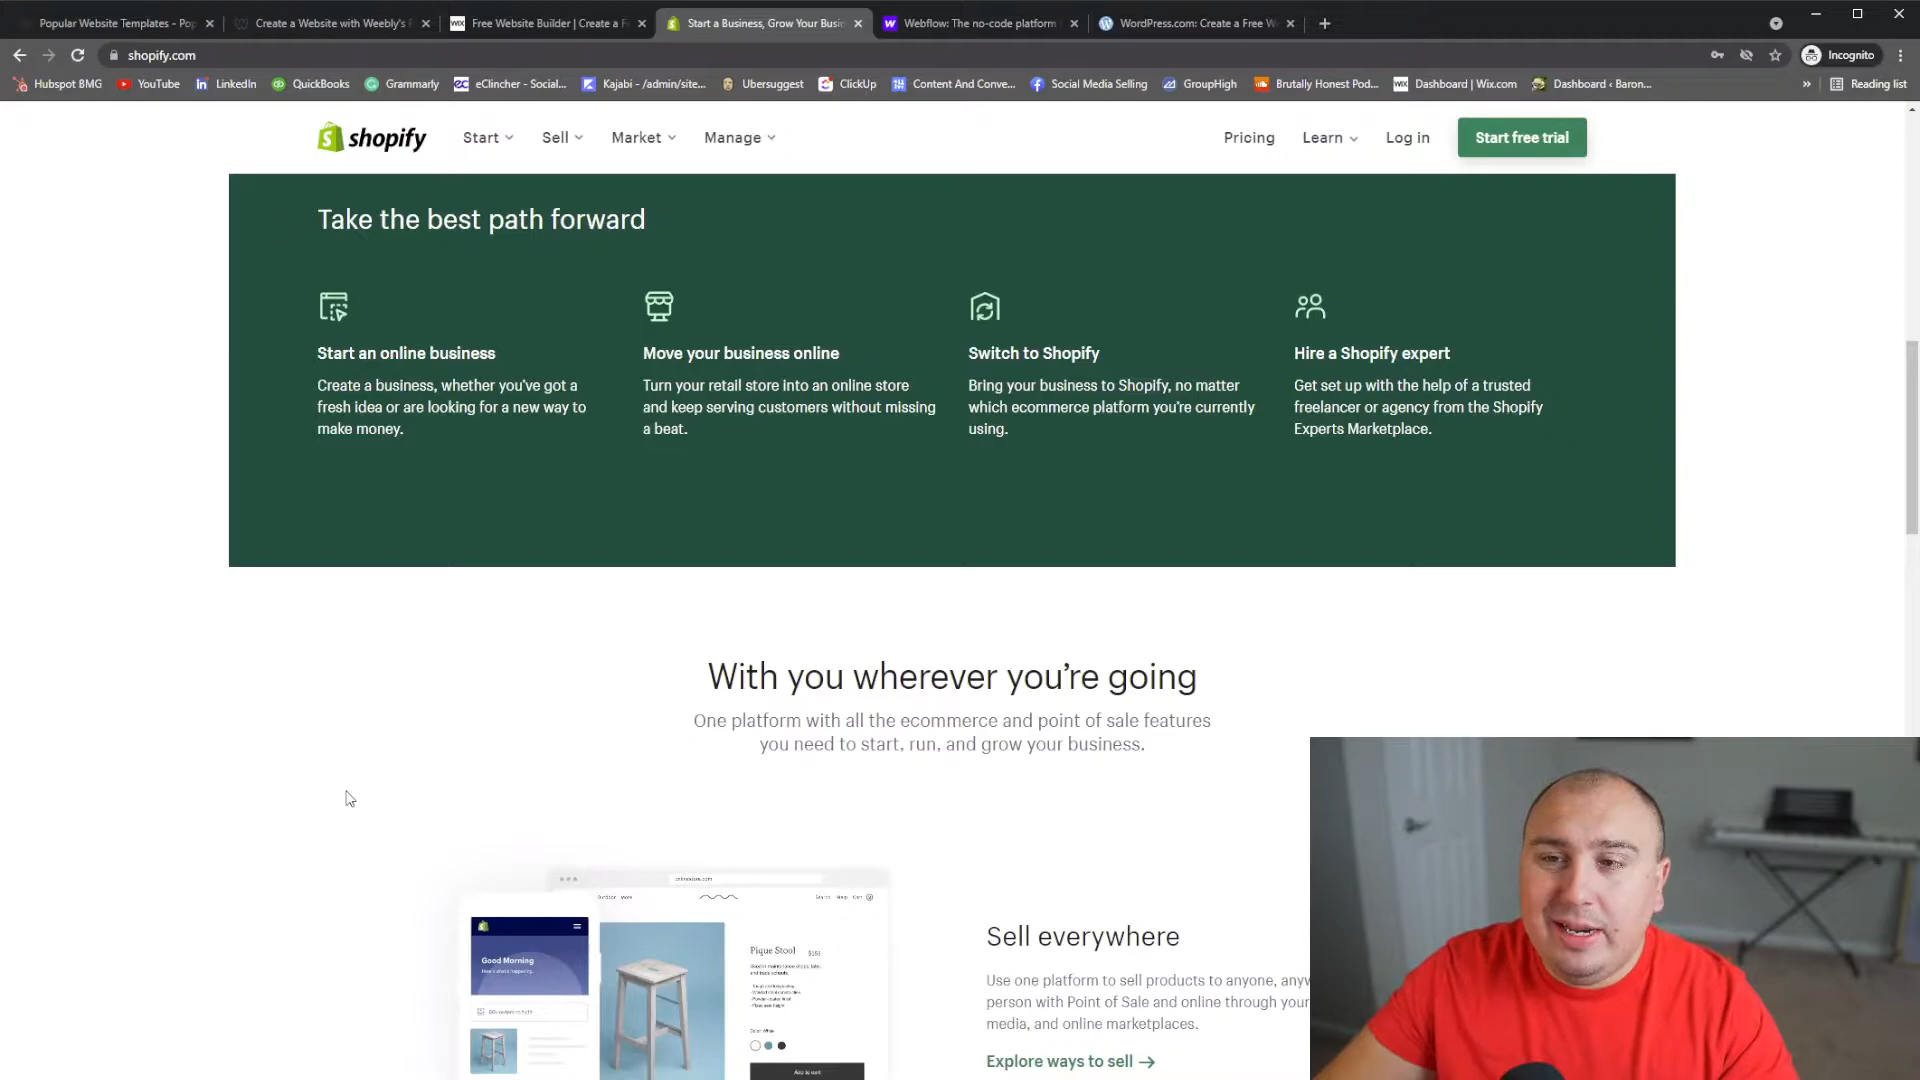 Popular Website Templates - Pop
Create a Website with Weebly's F
WiX
Free Website Builder | Create a F
Start a Business, Grow Your Busi
Webflow: The no-code platform
WordPress.com: Create a Free W
shopify.com
Incognito
Hubspot BMG
YouTube
LinkedIn
QuickBooks
Grammarly
eClincher - Social...
Kajabi - /admin/site...
Ubersuggest
ClickUp
Content And Conve...
Social Media Selling
GroupHigh
Brutally Honest Pod...
Dashboard | Wix.com
Dashboard ‹ Baron...
Reading list
shopify
Start
Sell
Market
Manage
Pricing
Learn
Log in
Start free trial
Take the best path forward
Start an online business
Create a business, whether you've got a
fresh idea or are looking for a new way to
make money.
Move your business online
Turn your retail store into an online store
and keep serving customers without missing
a beat.
Switch to Shopify
Bring your business to Shopify, no matter
which ecommerce platform you're currently
using.
Hire a Shopify expert
Get set up with the help of a trusted
freelancer or agency from the Shopify
Experts Marketplace.
With you wherever you're going
One platform with all the ecommerce and point of sale features
you need to start, run, and grow your business.
Good Morning
Pique Stool
Add to cart
Sell everywhere
Use one platform to sell products to anyone, anyw
person with Point of Sale and online through your
media, and online marketplaces.
Explore ways to sell →